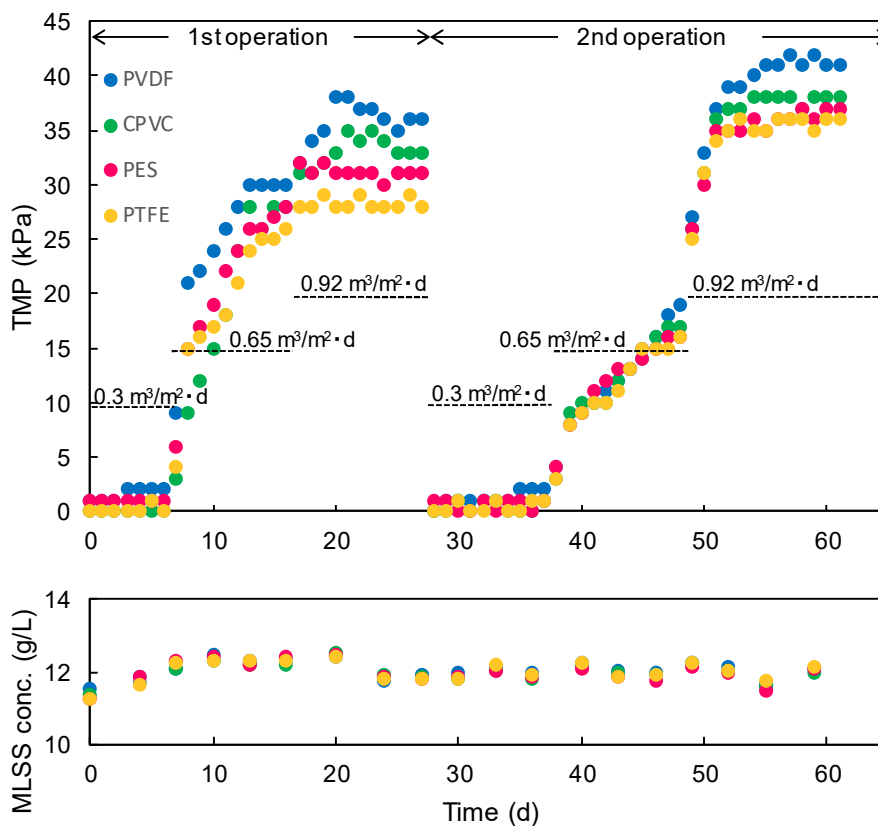 1st operation
2nd operation
PVDF
CPVC
PES
PTFE
TMP (kPa)
45
40
35
30
25
20
15
10
5
0
0.92 m³/m²·d
0.65 m³/m²·d
0.3 m³/m²·d
0.92 m³/m²·d
0.65 m³/m²·d
0.3 m³/m²·d
0 10 20 30 40 50 60
MLSS conc. (g/L)
14
12
10
0 10 20 30 40 50 60
Time (d)